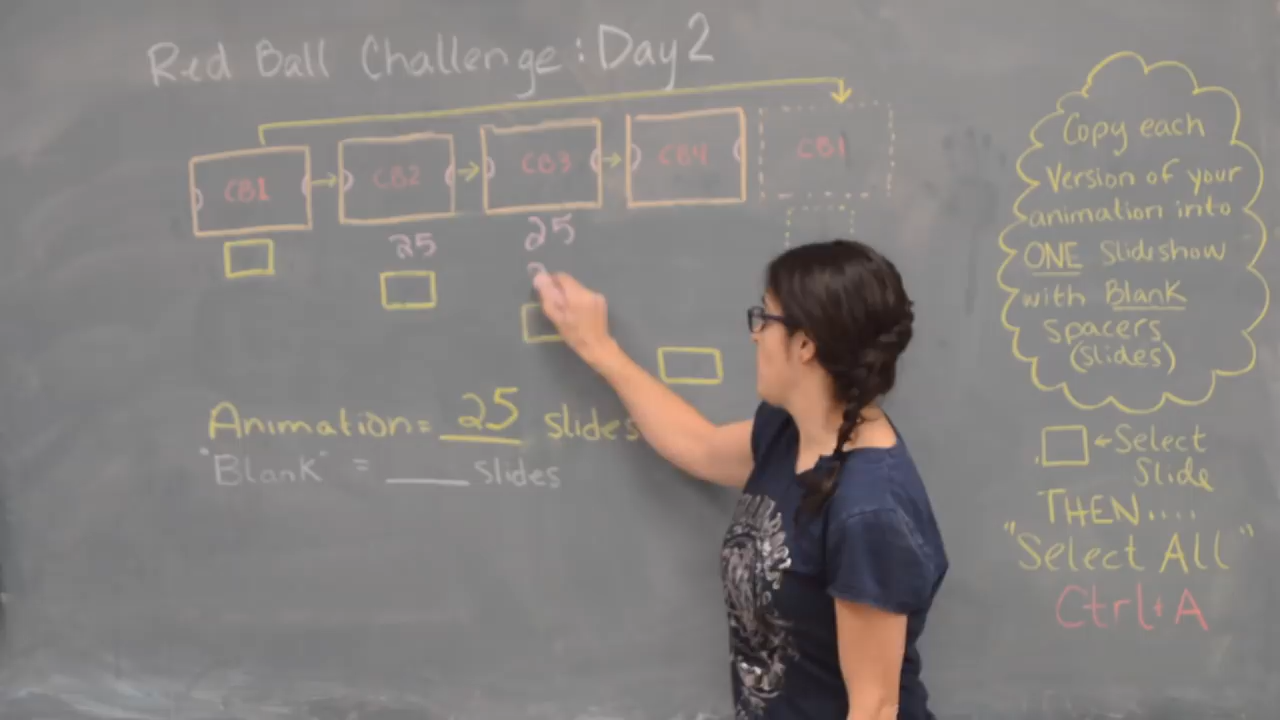 Red Ball Challenge: Day 2
CB1 CB2 CB3 CB4 CB1
25 25
Animation= 25 slides
"Blank" = ____ slides
Copy each
Version of your
animation into
ONE Slideshow
with Blank
spacers
(slides)
←Select
Slide
THEN....
"Select All"
Ctrl+A